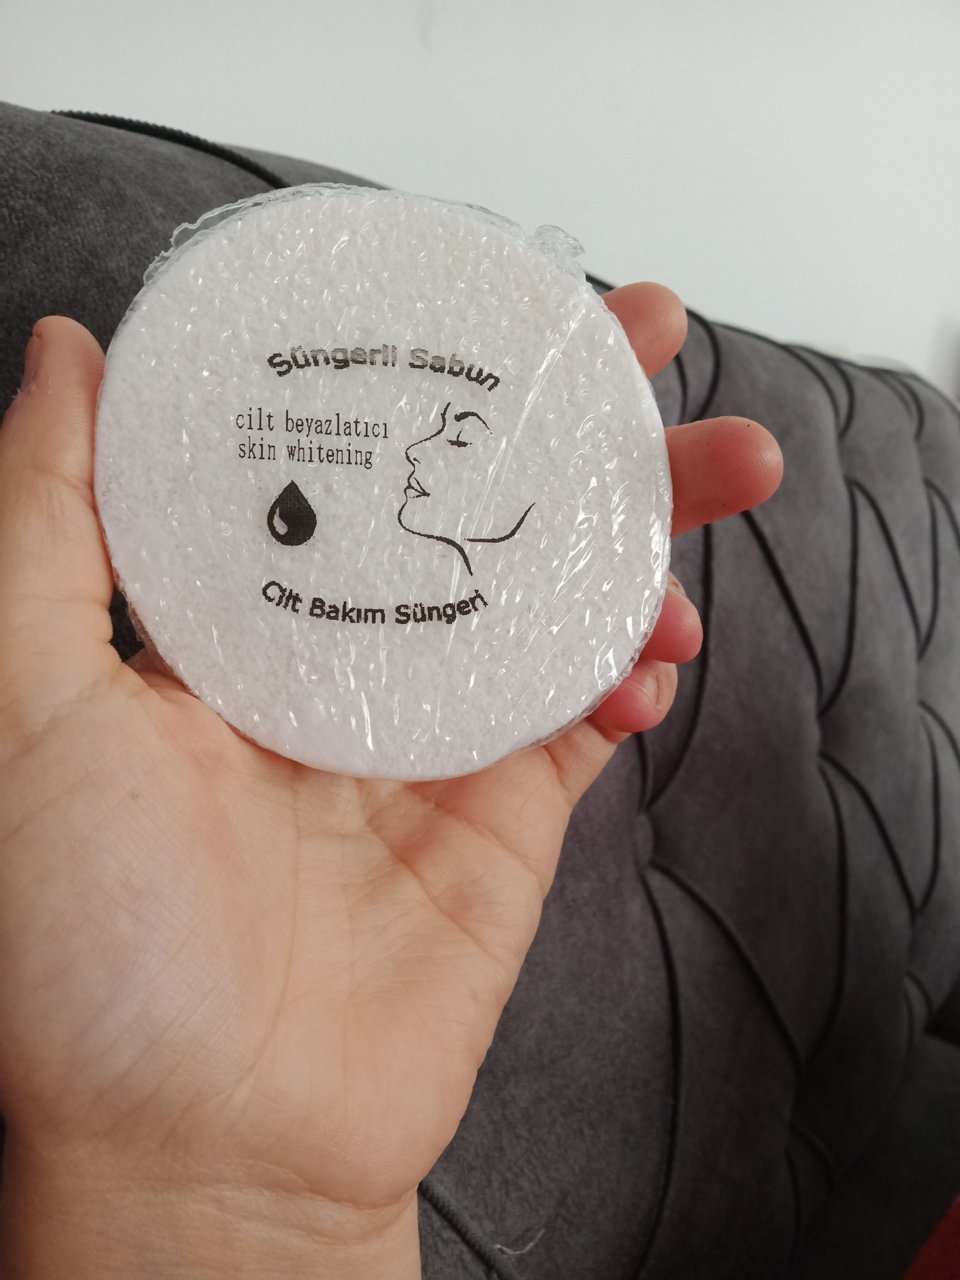 Süngerli Sabun
cilt beyazlatıcı
skin whitening
Cilt Bakım Süngeri